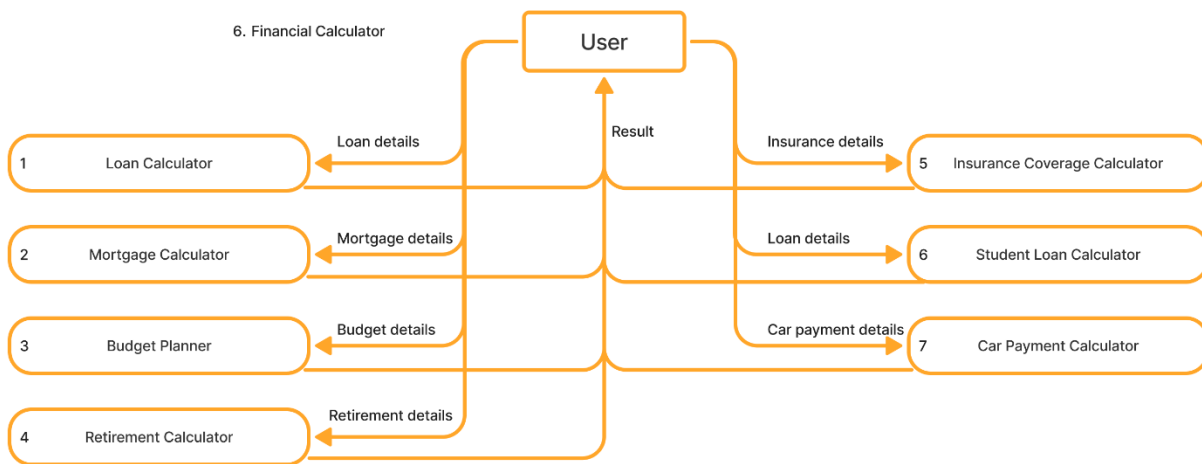 6. Financial Calculator
User
Result
Loan details
1 Loan Calculator
Mortgage details
2 Mortgage Calculator
Budget details
3 Budget Planner
Retirement details
4 Retirement Calculator
Insurance details
5 Insurance Coverage Calculator
Loan details
6 Student Loan Calculator
Car payment details
7 Car Payment Calculator